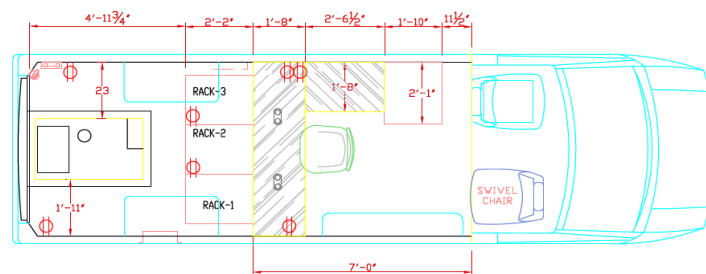 4'-11¾" 2'-2" 1'-8" 2'-6½" 1'-10" 11½"
23
RACK-3
1'-8"
2'-1"
RACK-2
SWIVEL
CHAIR
1'-11"
RACK-1
7'-0"